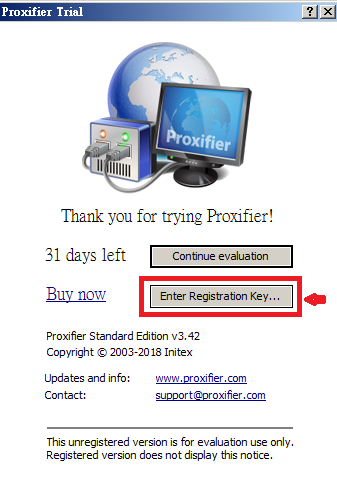 Proxifier Trial
Proxifier
Thank you for trying Proxifier!
31 days left
Continue evaluation
Buy now
Enter Registration Key...
Proxifier Standard Edition v3.42
Copyright © 2003-2018 Initex
Updates and info: www.proxifier.com
Contact: support@proxifier.com
This unregistered version is for evaluation use only.
Registered version does not display this notice.